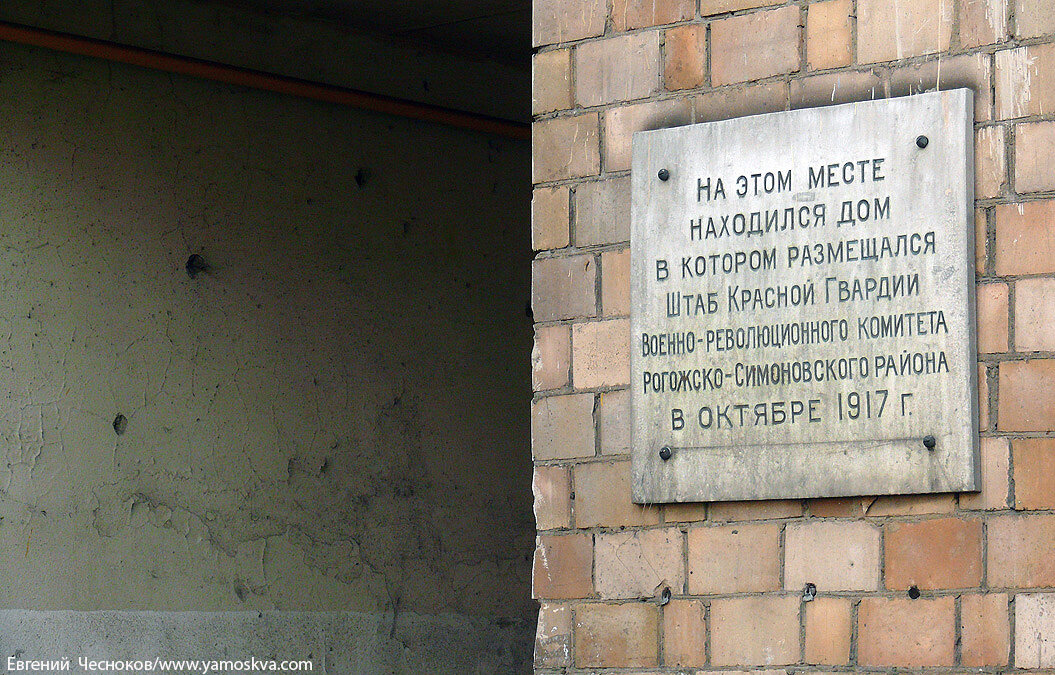 НА ЭТОМ МЕСТЕ
НАХОДИЛСЯ ДОМ
В КОТОРОМ РАЗМЕЩАЛСЯ
ШТАБ КРАСНОЙ ГВАРДИИ
ВОЕННО-РЕВОЛЮЦИОННОГО КОМИТЕТА
РОГОЖСКО-СИМОНОВСКОГО РАЙОНА
В ОКТЯБРЕ 1917 Г.
Евгений Чесноков/www.yamoskva.com